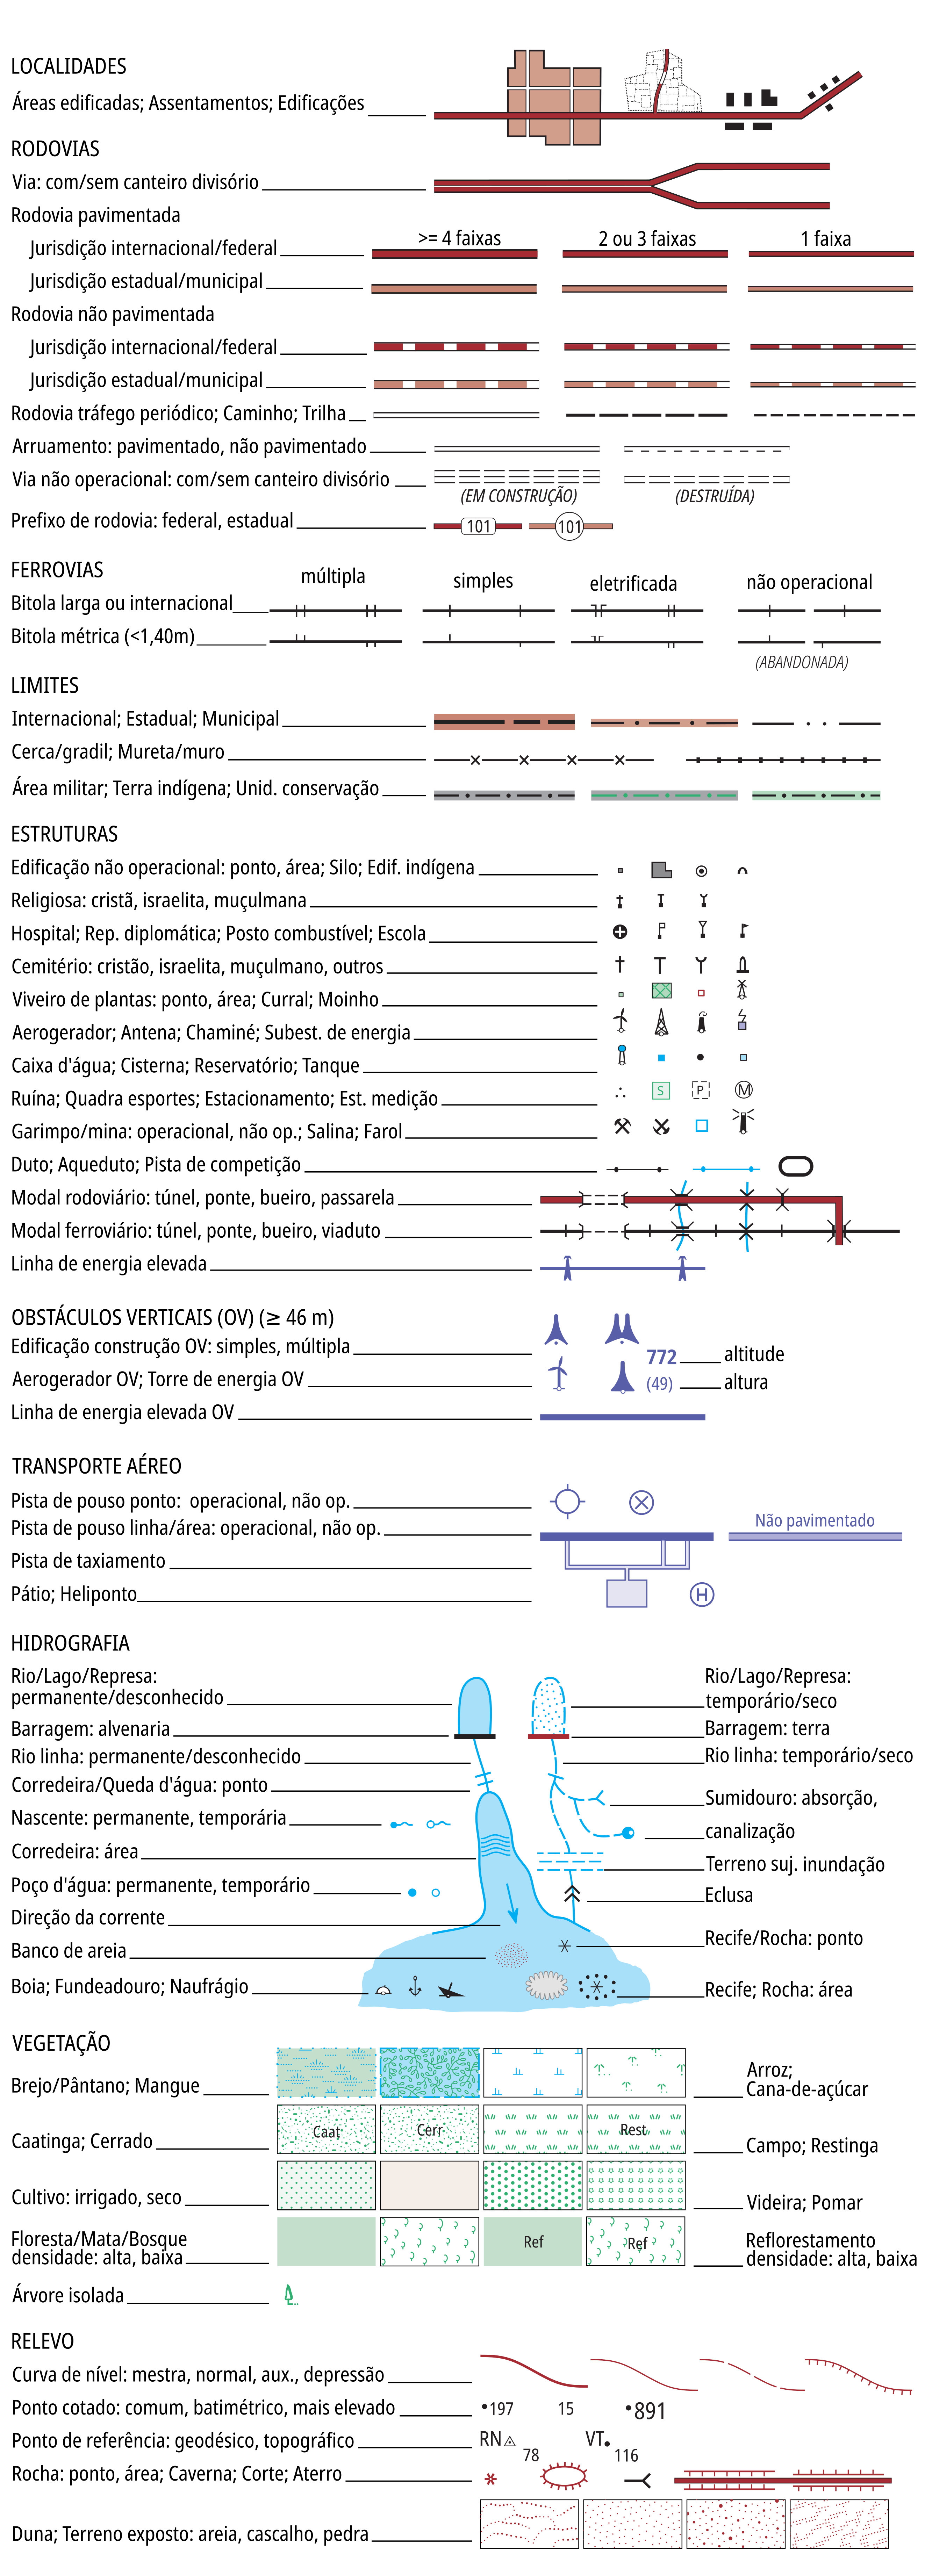 LOCALIDADES
Áreas edificadas; Assentamentos; Edificações
RODOVIAS
Via: com/sem canteiro divisório
Rodovia pavimentada
>= 4 faixas 2 ou 3 faixas 1 faixa
Jurisdição internacional/federal
Jurisdição estadual/municipal
Rodovia não pavimentada
Jurisdição internacional/federal
Jurisdição estadual/municipal
Rodovia tráfego periódico; Caminho; Trilha
Arruamento: pavimentado, não pavimentado
Via não operacional: com/sem canteiro divisório
(EM CONSTRUÇÃO) (DESTRUÍDA)
Prefixo de rodovia: federal, estadual 101 101
FERROVIAS
múltipla simples eletrificada não operacional
Bitola larga ou internacional
Bitola métrica (<1,40m)
(ABANDONADA)
LIMITES
Internacional; Estadual; Municipal
Cerca/gradil; Mureta/muro
Área militar; Terra indígena; Unid. conservação
ESTRUTURAS
Edificação não operacional: ponto, área; Silo; Edif. indígena
Religiosa: cristã, israelita, muçulmana
Hospital; Rep. diplomática; Posto combustível; Escola
Cemitério: cristão, israelita, muçulmano, outros
Viveiro de plantas: ponto, área; Curral; Moinho
Aerogerador; Antena; Chaminé; Subest. de energia
Caixa d'água; Cisterna; Reservatório; Tanque
Ruína; Quadra esportes; Estacionamento; Est. medição S P M
Garimpo/mina: operacional, não op.; Salina; Farol
Duto; Aqueduto; Pista de competição
Modal rodoviário: túnel, ponte, bueiro, passarela
Modal ferroviário: túnel, ponte, bueiro, viaduto
Linha de energia elevada
OBSTÁCULOS VERTICAIS (OV) (≥ 46 m)
Edificação construção OV: simples, múltipla
772 altitude
Aerogerador OV; Torre de energia OV
(49) altura
Linha de energia elevada OV
TRANSPORTE AÉREO
Pista de pouso ponto: operacional, não op.
Pista de pouso linha/área: operacional, não op.
Não pavimentado
Pista de taxiamento
Pátio; Heliponto H
HIDROGRAFIA
Rio/Lago/Represa:
permanente/desconhecido
Rio/Lago/Represa:
temporário/seco
Barragem: alvenaria
Barragem: terra
Rio linha: permanente/desconhecido
Rio linha: temporário/seco
Corredeira/Queda d'água: ponto
Sumidouro: absorção,
canalização
Nascente: permanente, temporária
Corredeira: área
Terreno suj. inundação
Poço d'água: permanente, temporário
Eclusa
Direção da corrente
Recife/Rocha: ponto
Banco de areia
Boia; Fundeadouro; Naufrágio
Recife; Rocha: área
VEGETAÇÃO
Brejo/Pântano; Mangue
Arroz;
Cana-de-açúcar
Caatinga; Cerrado
Caat Cerr Rest
Campo; Restinga
Cultivo: irrigado, seco
Videira; Pomar
Floresta/Mata/Bosque
densidade: alta, baixa
Ref Ref
Reflorestamento
densidade: alta, baixa
Árvore isolada
RELEVO
Curva de nível: mestra, normal, aux., depressão
Ponto cotado: comum, batimétrico, mais elevado
197 15 891
Ponto de referência: geodésico, topográfico
RN VT
78 116
Rocha: ponto, área; Caverna; Corte; Aterro
Duna; Terreno exposto: areia, cascalho, pedra